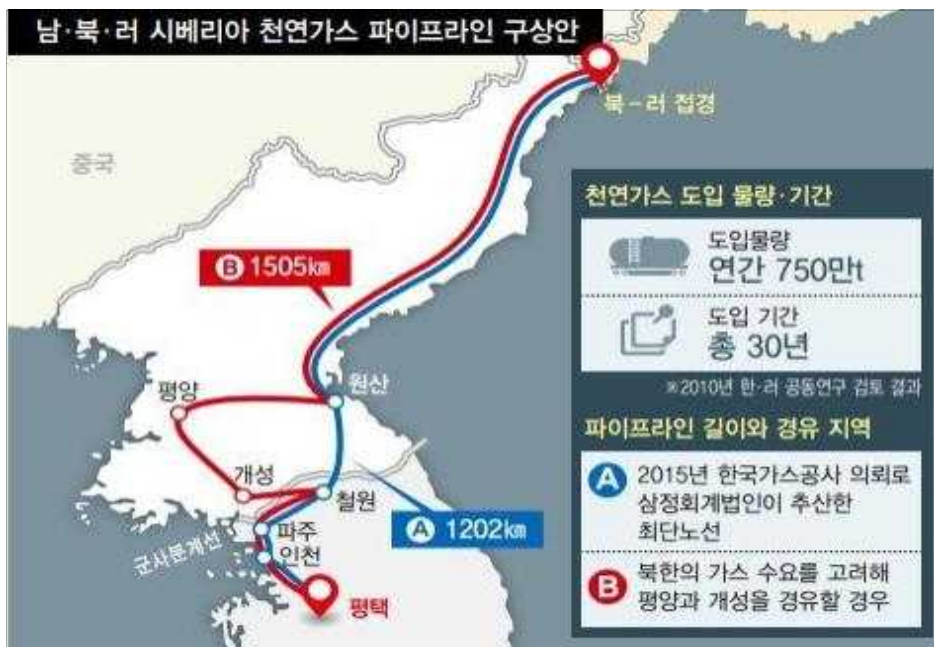 남·북·러 시베리아 천연가스 파이프라인 구상안
북-러 접경
중국
B 1505㎞
평양
원산
개성
철원
A 1202㎞
군사분계선
파주
인천
평택
천연가스 도입 물량·기간
도입물량
연간 750만t
도입 기간
총 30년
※2010년 한·러 공동연구 검토 결과
파이프라인 길이와 경유 지역
A 2015년 한국가스공사 의뢰로
삼정회계법인이 추산한
최단노선
B 북한의 가스 수요를 고려해
평양과 개성을 경유할 경우